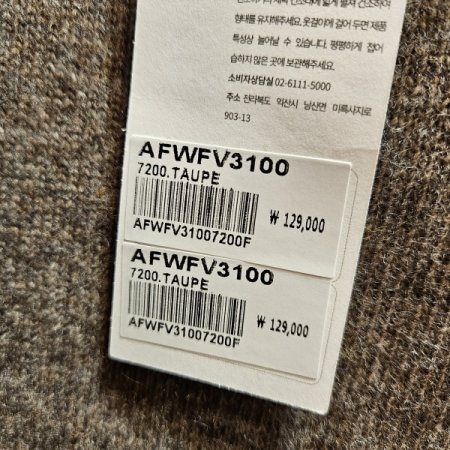 형태를 유지해주세요. 옷걸이에 걸어 두면 제품
특성상 늘어날 수 있습니다. 평평하게 접어
습하지 않은 곳에 보관해주세요.
소비자상담실 02-6111-5000
주소 전라북도 익산시 낭산면 미륵사지로
903-13
AFWFV3100
7200.TAUPE
₩ 129,000
AFWFV31007200F
AFWFV3100
7200.TAUPE
₩ 129,000
AFWFV31007200F